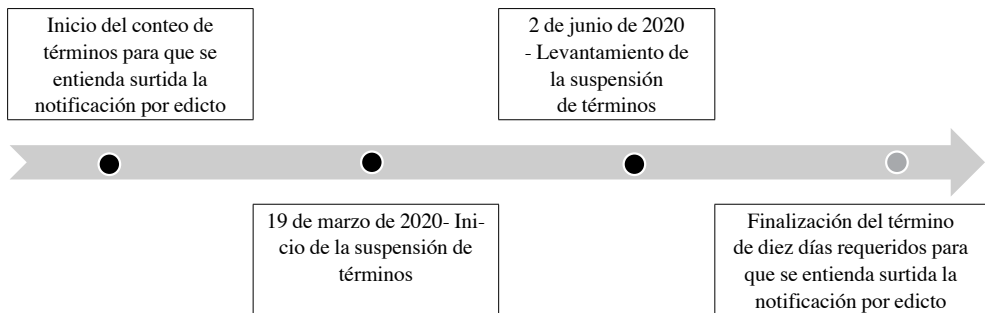 Inicio del conteo de
términos para que se
entienda surtida la
notificación por edicto
2 de junio de 2020
- Levantamiento de
la suspensión
de términos
19 de marzo de 2020- Ini-
cio de la suspensión de
términos
Finalización del término
de diez días requeridos para
que se entienda surtida la
notificación por edicto